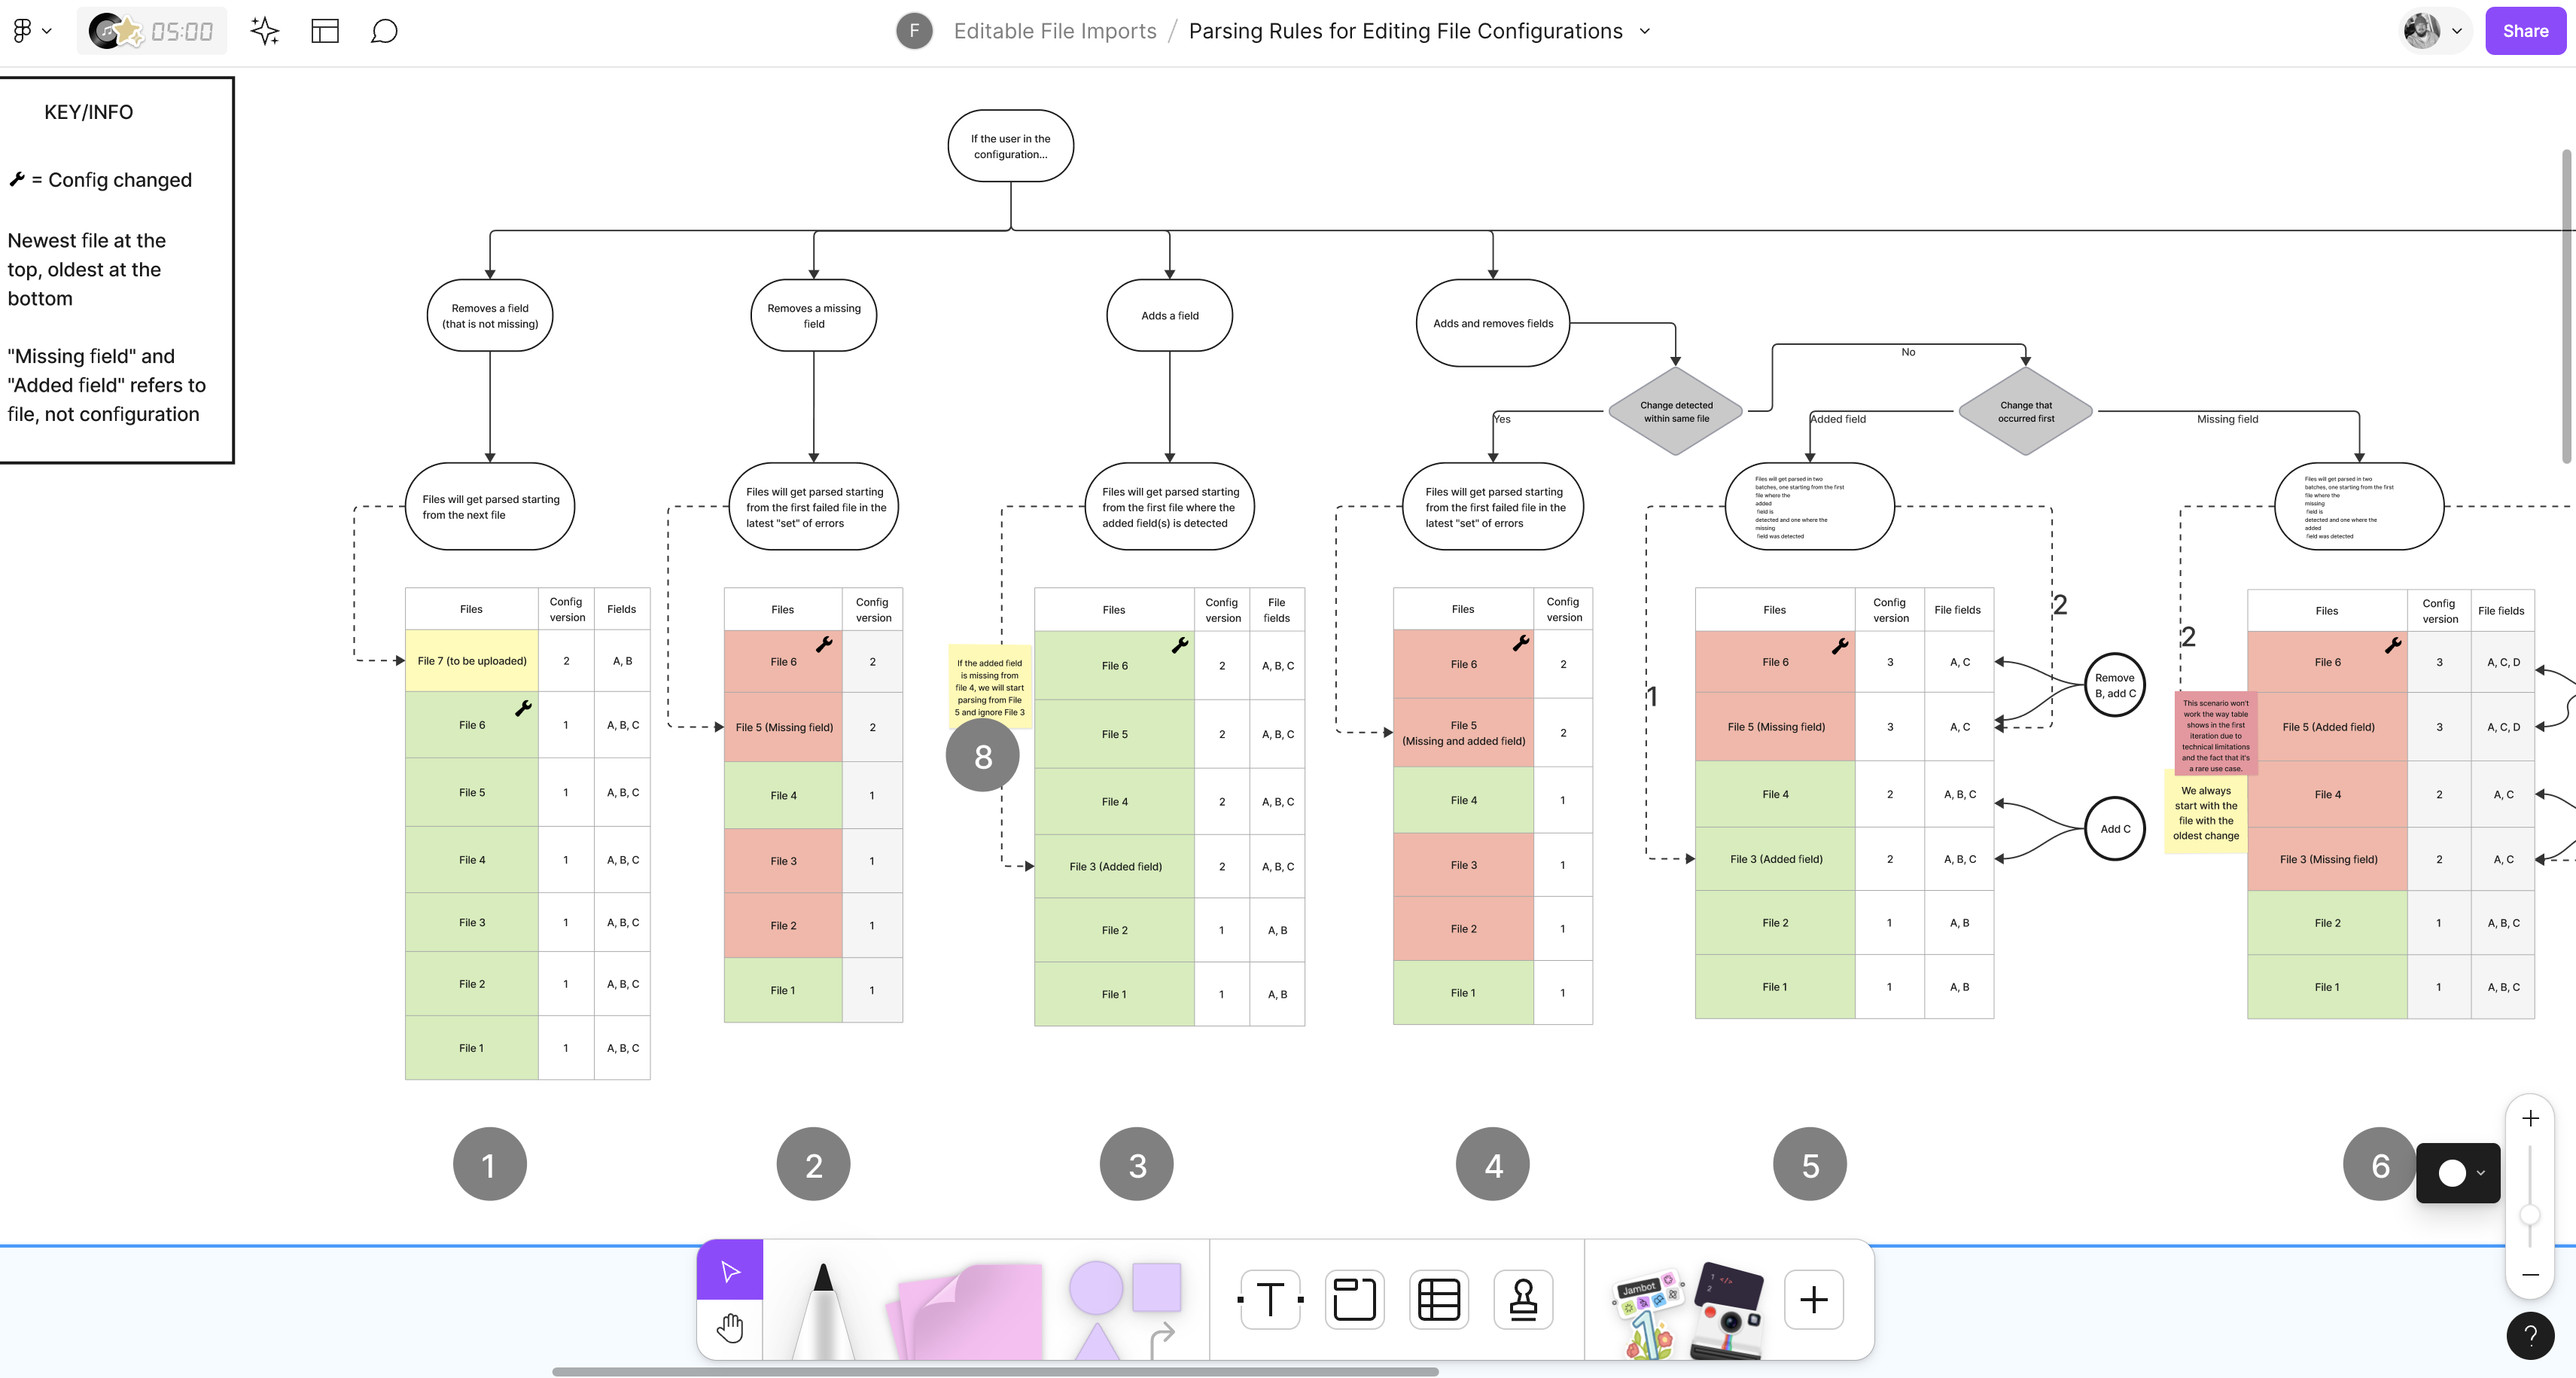 05:00
F
Editable File Imports / Parsing Rules for Editing File Configurations
Share
KEY/INFO
= Config changed
Newest file at the
top, oldest at the
bottom
"Missing field" and
"Added field" refers to
file, not configuration
If the user in the
configuration...
Removes a field
(that is not missing)
Removes a missing
field
Adds a field
Adds and removes fields
Change detected
within same file
Yes
No
Change that
occurred first
Added field
Missing field
Files will get parsed starting
from the next file
Files will get parsed starting
from the first failed file in the
latest "set" of errors
Files will get parsed starting
from the first file where the
added field(s) is detected
Files will get parsed starting
from the first failed file in the
latest "set" of errors
Files will get parsed in two
batches, one starting from the first
file where the
added
field is
detected and one where the
missing
field was detected
Files will get parsed in two
batches, one starting from the first
file where the
missing
field is
detected and one where the
added
field was detected
Files Config version Fields
File 7 (to be uploaded) 2 A, B
File 6 1 A, B, C
File 5 1 A, B, C
File 4 1 A, B, C
File 3 1 A, B, C
File 2 1 A, B, C
File 1 1 A, B, C
1
Files Config version
File 6 2
File 5 (Missing field) 2
File 4 1
File 3 1
File 2 1
File 1 1
2
If the added field
is missing from
file 4, we will start
parsing from File
5 and ignore File 3
8
Files Config version File fields
File 6 2 A, B, C
File 5 2 A, B, C
File 4 2 A, B, C
File 3 (Added field) 2 A, B, C
File 2 1 A, B
File 1 1 A, B
3
Files Config version
File 6 2
File 5
(Missing and added field) 2
File 4 1
File 3 1
File 2 1
File 1 1
4
1
2
Files Config version File fields
File 6 3 A, C
File 5 (Missing field) 3 A, C
File 4 2 A, B, C
File 3 (Added field) 2 A, B, C
File 2 1 A, B
File 1 1 A, B
Remove
B, add C
Add C
5
2
This scenario won't
work the way table
shows in the first
iteration due to
technical limitations
and the fact that it's
a rare use case.
We always
start with the
file with the
oldest change
Files Config version File fields
File 6 3 A, C, D
File 5 (Added field) 3 A, C, D
File 4 2 A, C
File 3 (Missing field) 2 A, C
File 2 1 A, B, C
File 1 1 A, B, C
6
Jambot
1 </>
2
1
?